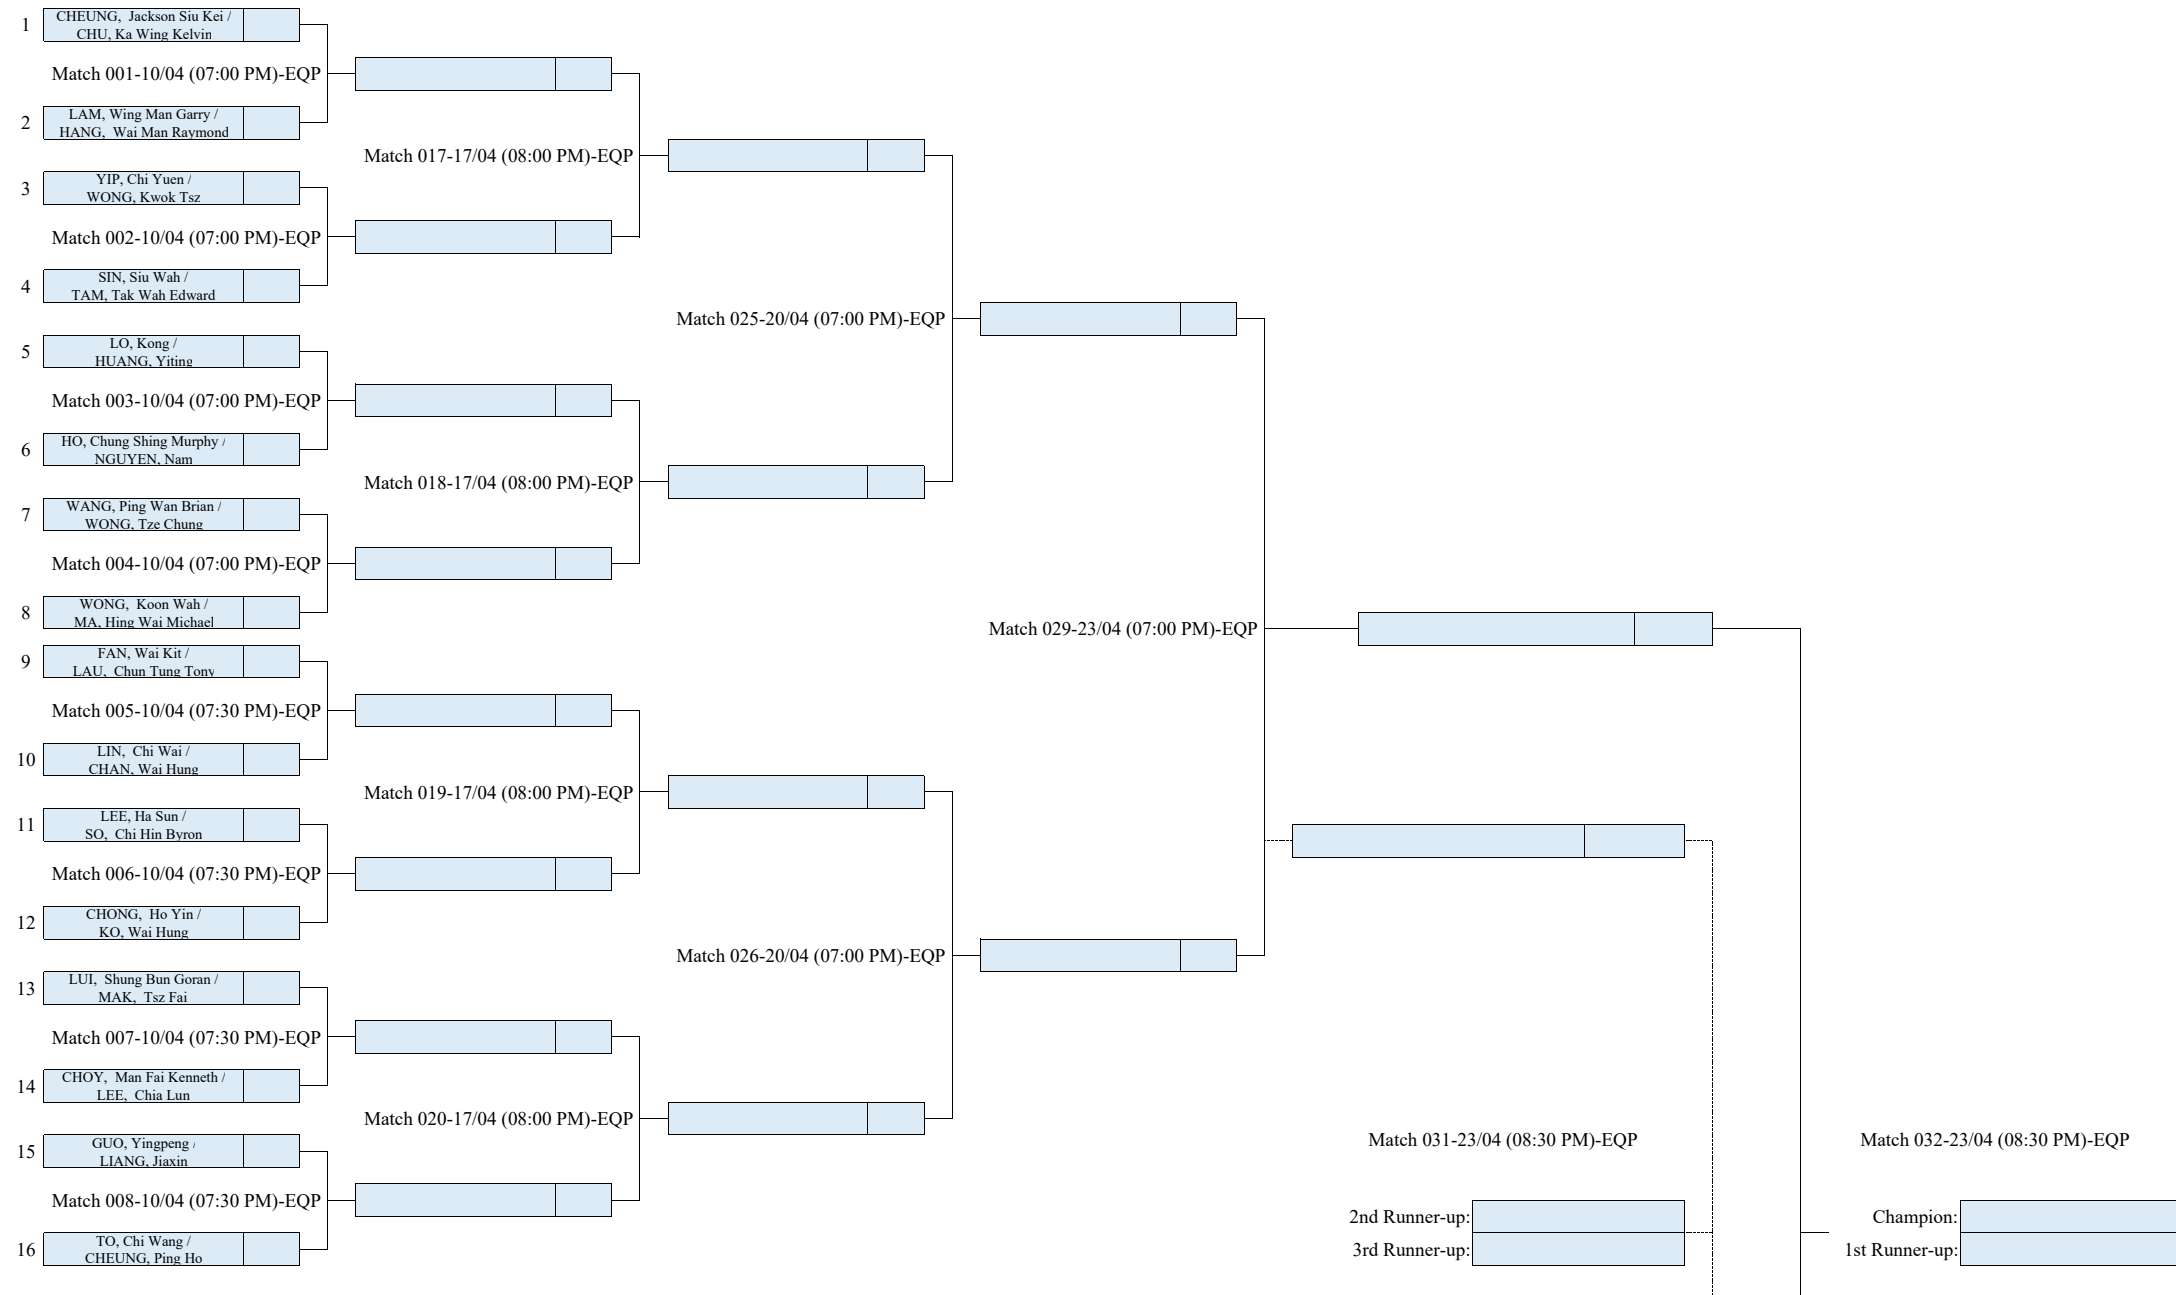 1
CHEUNG,  Jackson Siu Kei /
CHU, Ka Wing Kelvin
Match 001-10/04 (07:00 PM)-EQP
2
LAM, Wing Man Garry /
HANG,  Wai Man Raymond
Match 017-17/04 (08:00 PM)-EQP
3
YIP, Chi Yuen /
WONG, Kwok Tsz
Match 002-10/04 (07:00 PM)-EQP
4
SIN, Siu Wah /
TAM, Tak Wah Edward
Match 025-20/04 (07:00 PM)-EQP
5
LO, Kong /
HUANG, Yiting
Match 003-10/04 (07:00 PM)-EQP
6
HO, Chung Shing Murphy /
NGUYEN, Nam
Match 018-17/04 (08:00 PM)-EQP
7
WANG, Ping Wan Brian /
WONG, Tze Chung
Match 004-10/04 (07:00 PM)-EQP
8
WONG,  Koon Wah /
MA, Hing Wai Michael
Match 029-23/04 (07:00 PM)-EQP
9
FAN, Wai Kit /
LAU,  Chun Tung Tony
Match 005-10/04 (07:30 PM)-EQP
10
LIN,  Chi Wai /
CHAN, Wai Hung
Match 019-17/04 (08:00 PM)-EQP
11
LEE, Ha Sun /
SO,  Chi Hin Byron
Match 006-10/04 (07:30 PM)-EQP
12
CHONG,  Ho Yin /
KO, Wai Hung
Match 026-20/04 (07:00 PM)-EQP
13
LUI,  Shung Bun Goran /
MAK,  Tsz Fai
Match 007-10/04 (07:30 PM)-EQP
14
CHOY,  Man Fai Kenneth /
LEE,  Chia Lun
Match 020-17/04 (08:00 PM)-EQP
Match 031-23/04 (08:30 PM)-EQP
Match 032-23/04 (08:30 PM)-EQP
15
GUO, Yingpeng /
LIANG, Jiaxin
Match 008-10/04 (07:30 PM)-EQP
2nd Runner-up:
Champion:
16
TO, Chi Wang /
CHEUNG, Ping Ho
3rd Runner-up:
1st Runner-up: